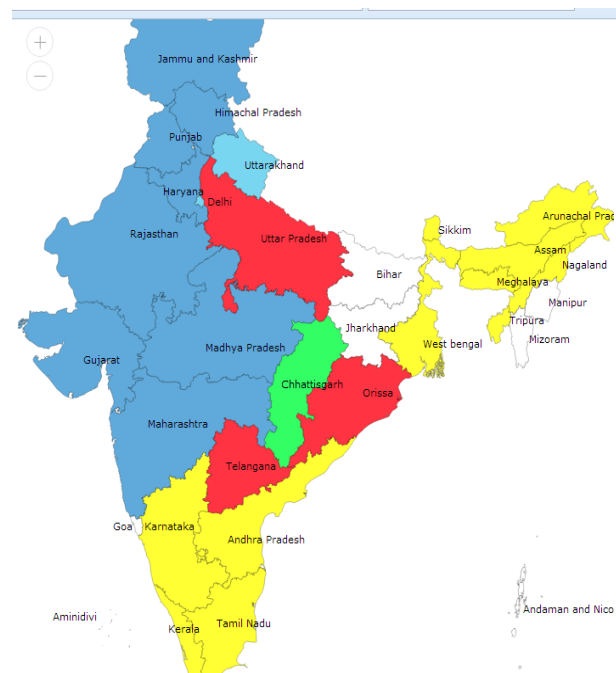 Jammu and Kashmir
Himachal Pradesh
Punjab
Uttarakhand
Haryana
Delhi
Sikkim
Arunachal Prac
Rajasthan
Uttar Pradesh
Assam
Bihar
Nagaland
Meghalaya
Manipur
Tripura
Jharkhand
Mizoram
West bengal
Madhya Pradesh
Gujarat
Chhattisgarh
Orissa
Maharashtra
Telangana
Goa
Karnataka
Andhra Pradesh
Andaman and Nico
Aminidivi
Tamil Nadu
Kerala